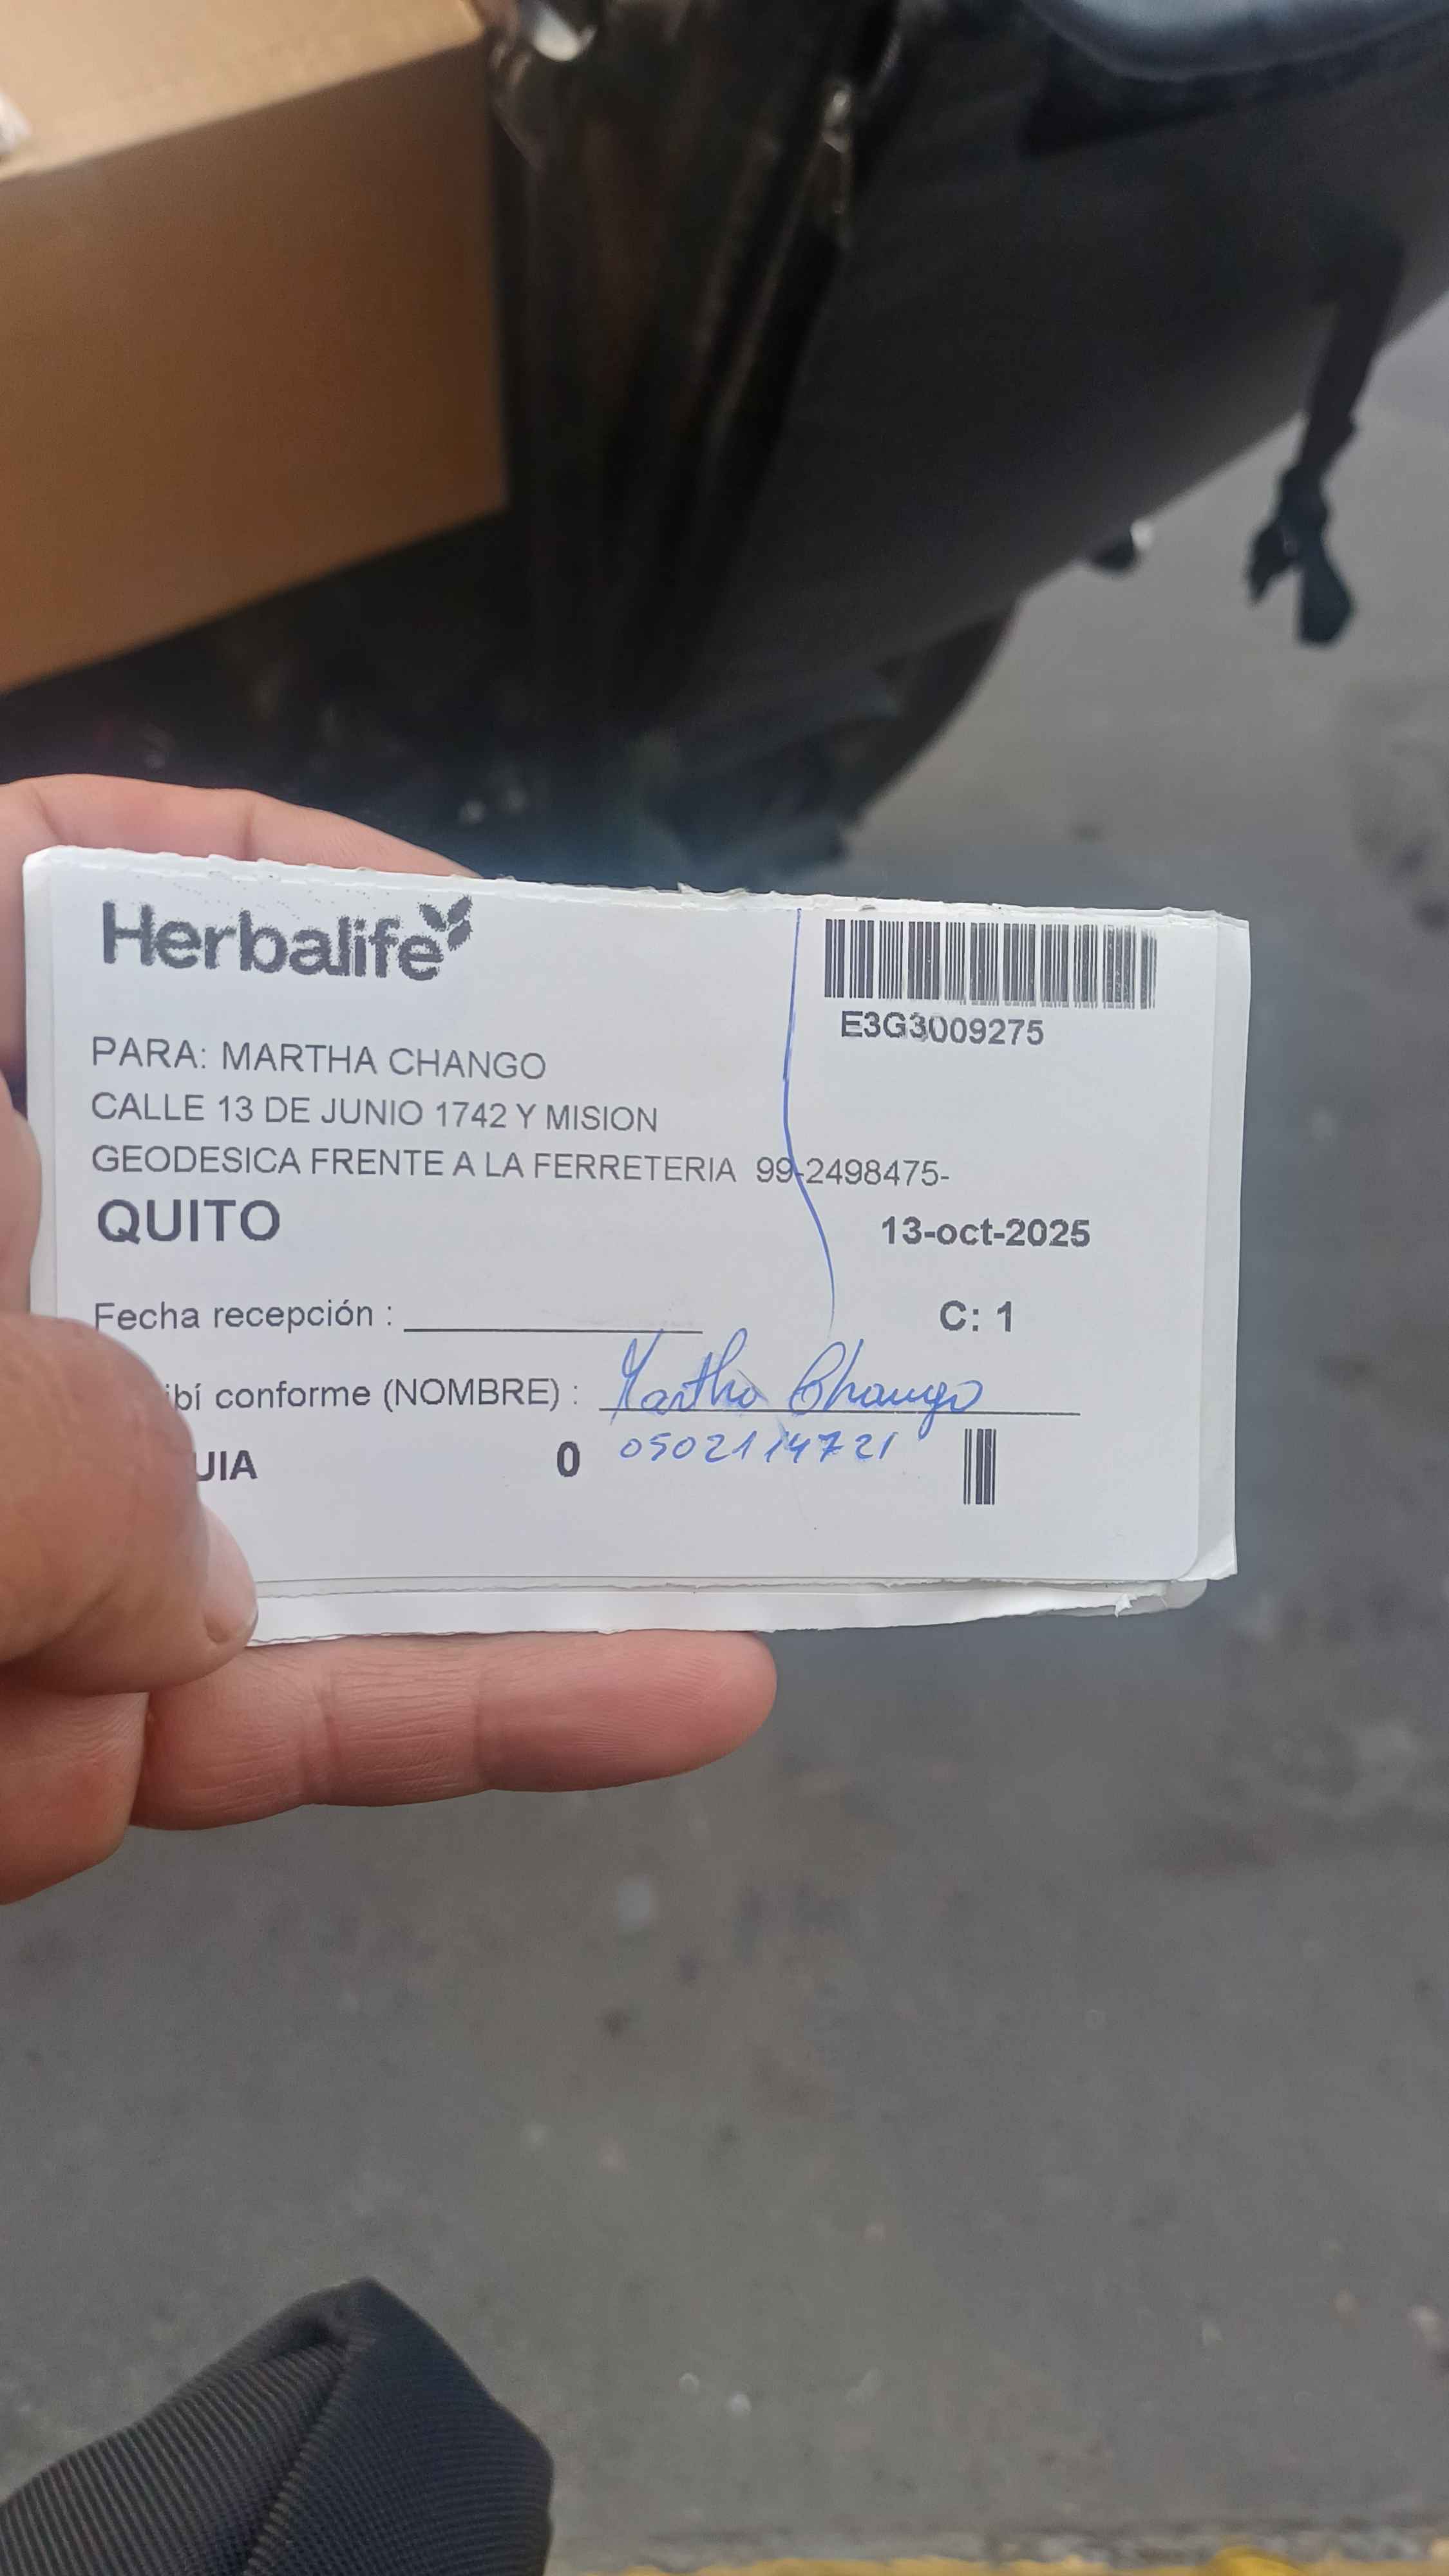 Herbalife
E3G3009275
PARA: MARTHA CHANGO
CALLE 13 DE JUNIO 1742 Y MISION
GEODESICA FRENTE A LA FERRETERIA 99-2498475-
QUITO
13-oct-2025
Fecha recepción :
C: 1
ibí conforme (NOMBRE) : Martha Chango
UIA 0 0502114721